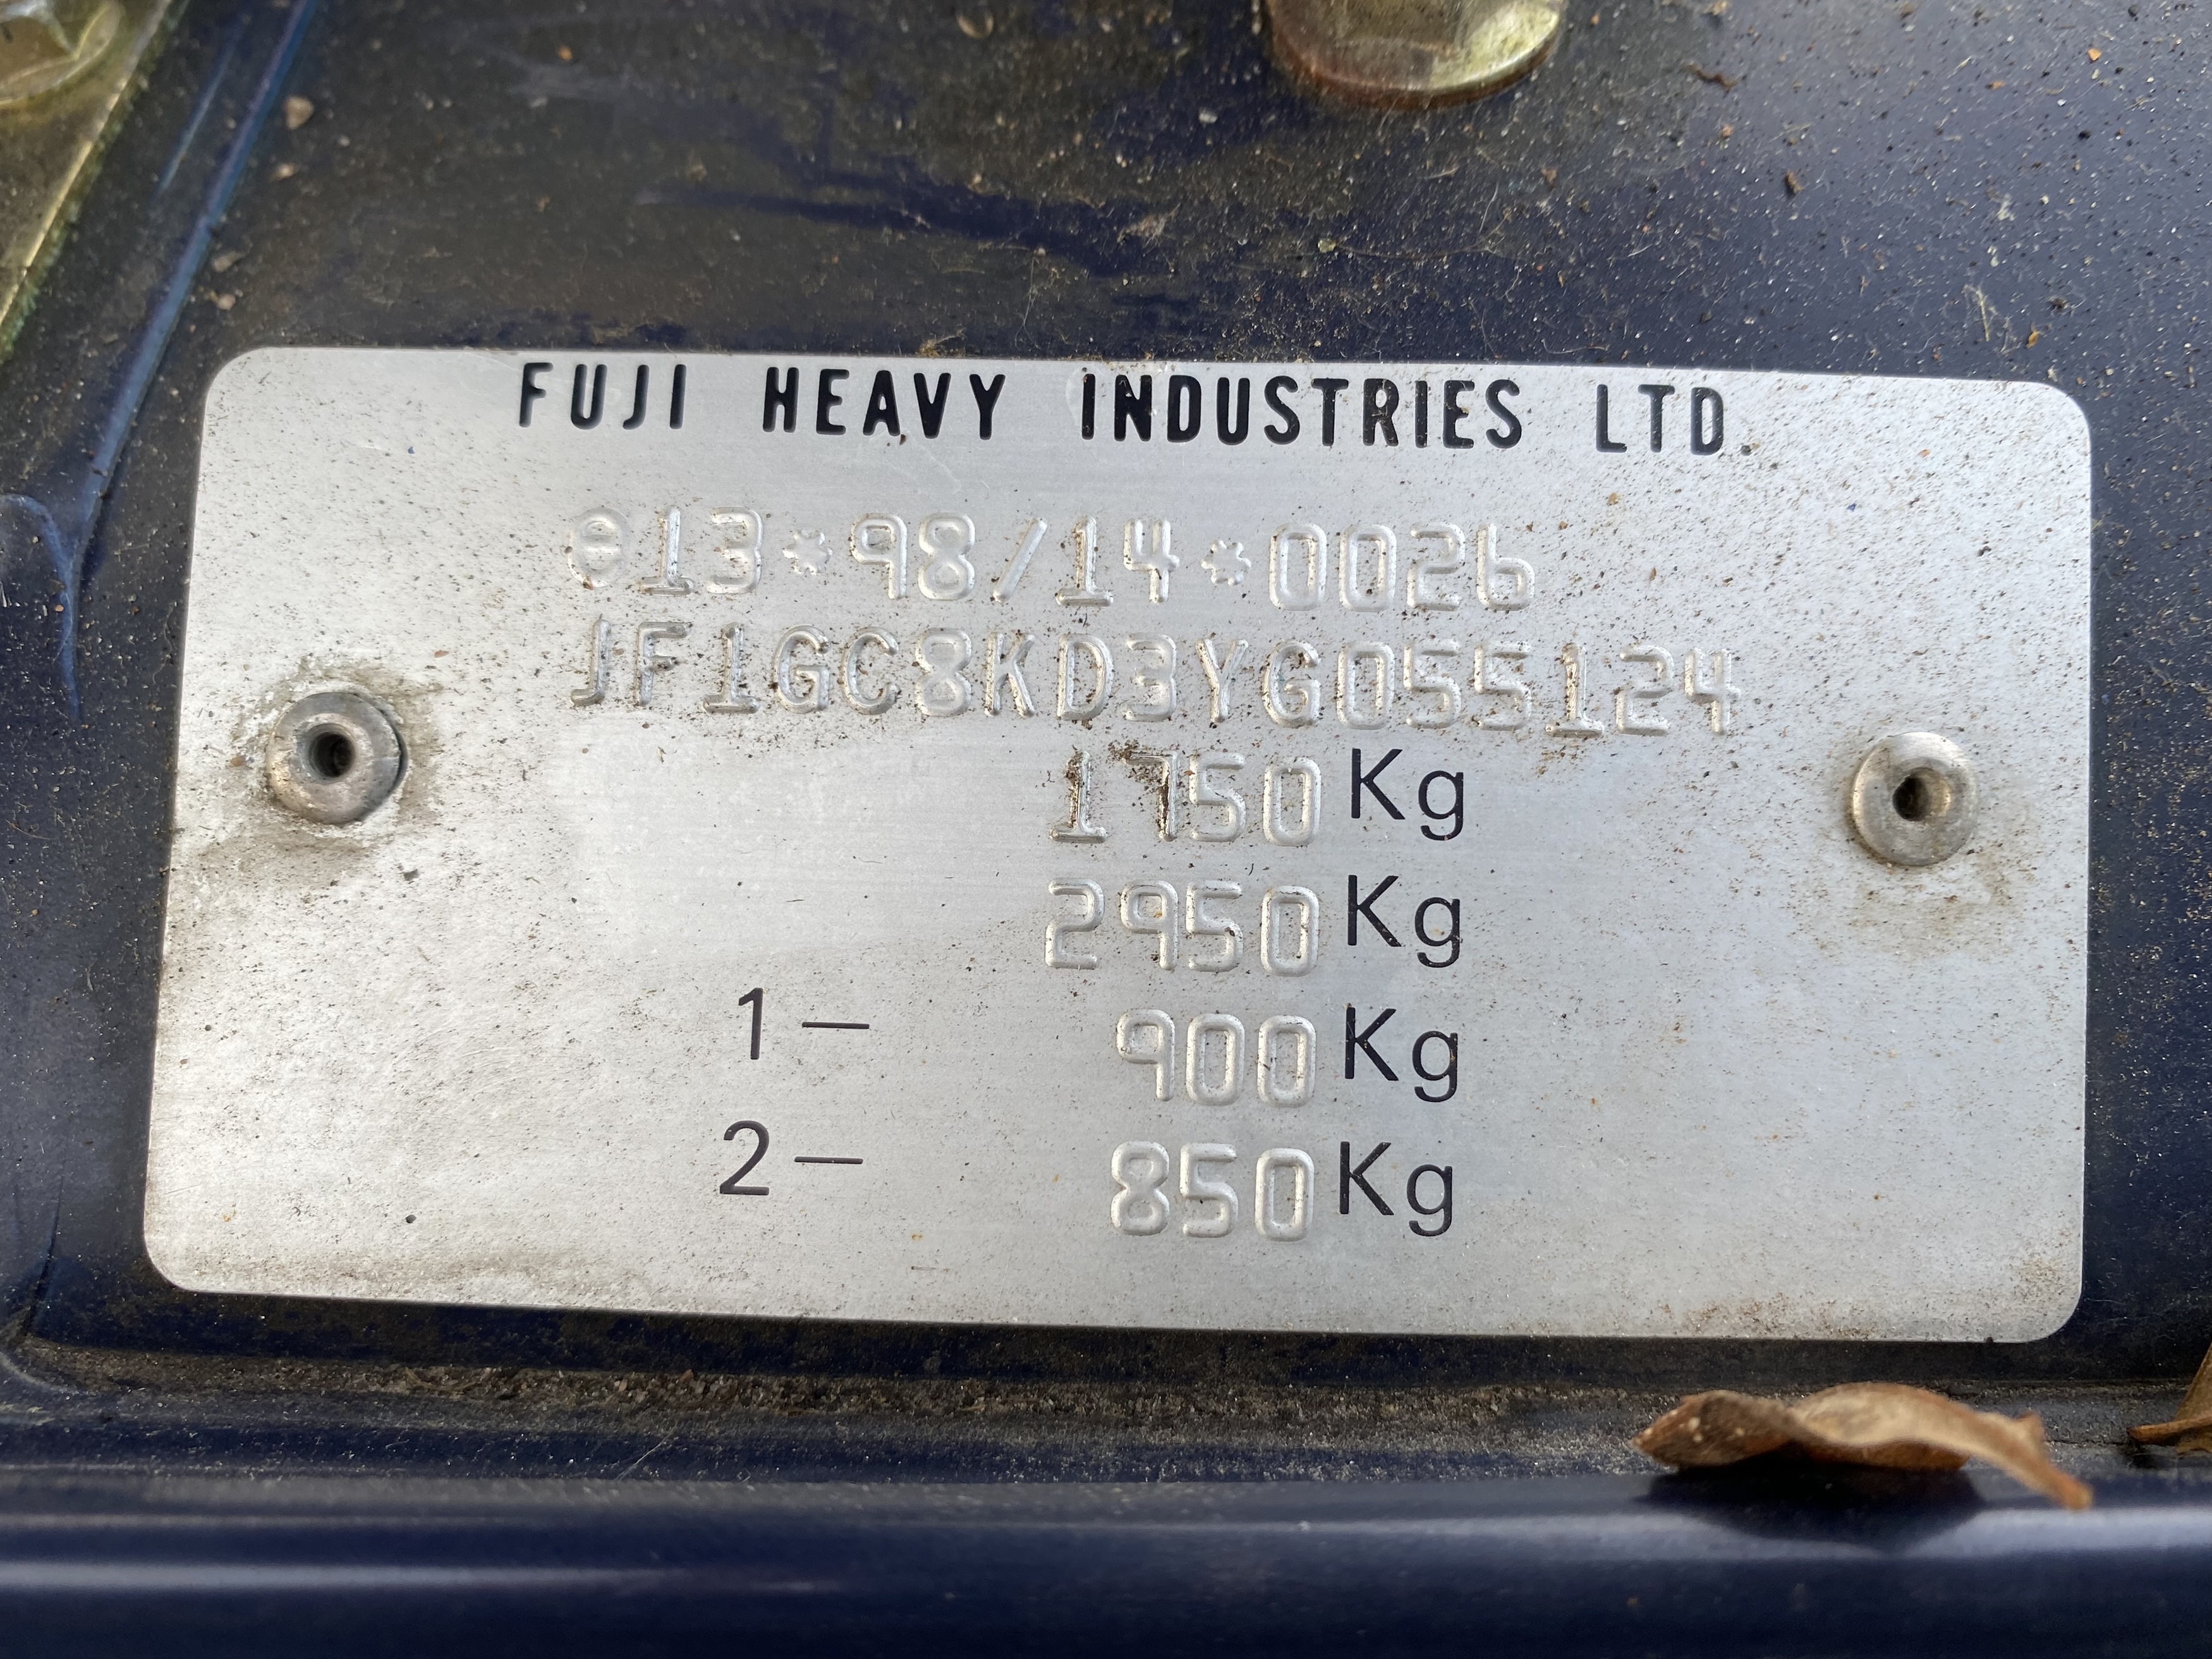 FUJI HEAVY INDUSTRIES LTD.
e13*98/14*0026
JF1GC8KD3YG055124
1750 Kg
2950 Kg
1— 900 Kg
2— 850 Kg